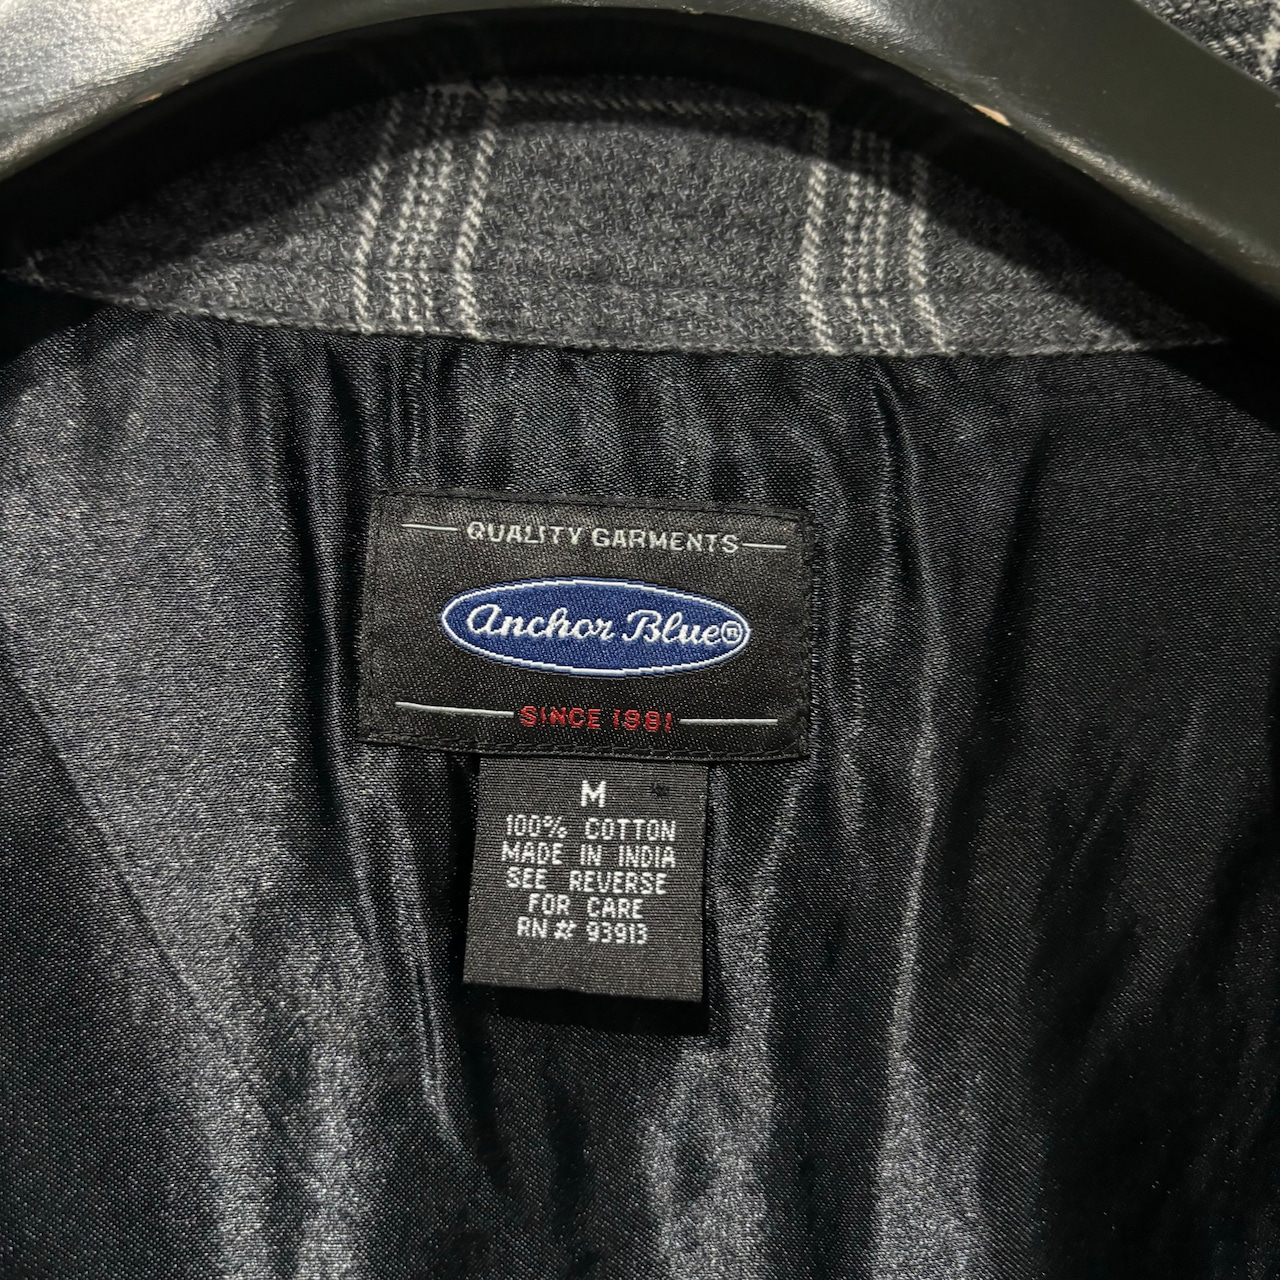 QUALITY GARMENTS
Anchor Blue®
SINCE 1981
M
100% COTTON
MADE IN INDIA
SEE REVERSE
FOR CARE
RN# 93913